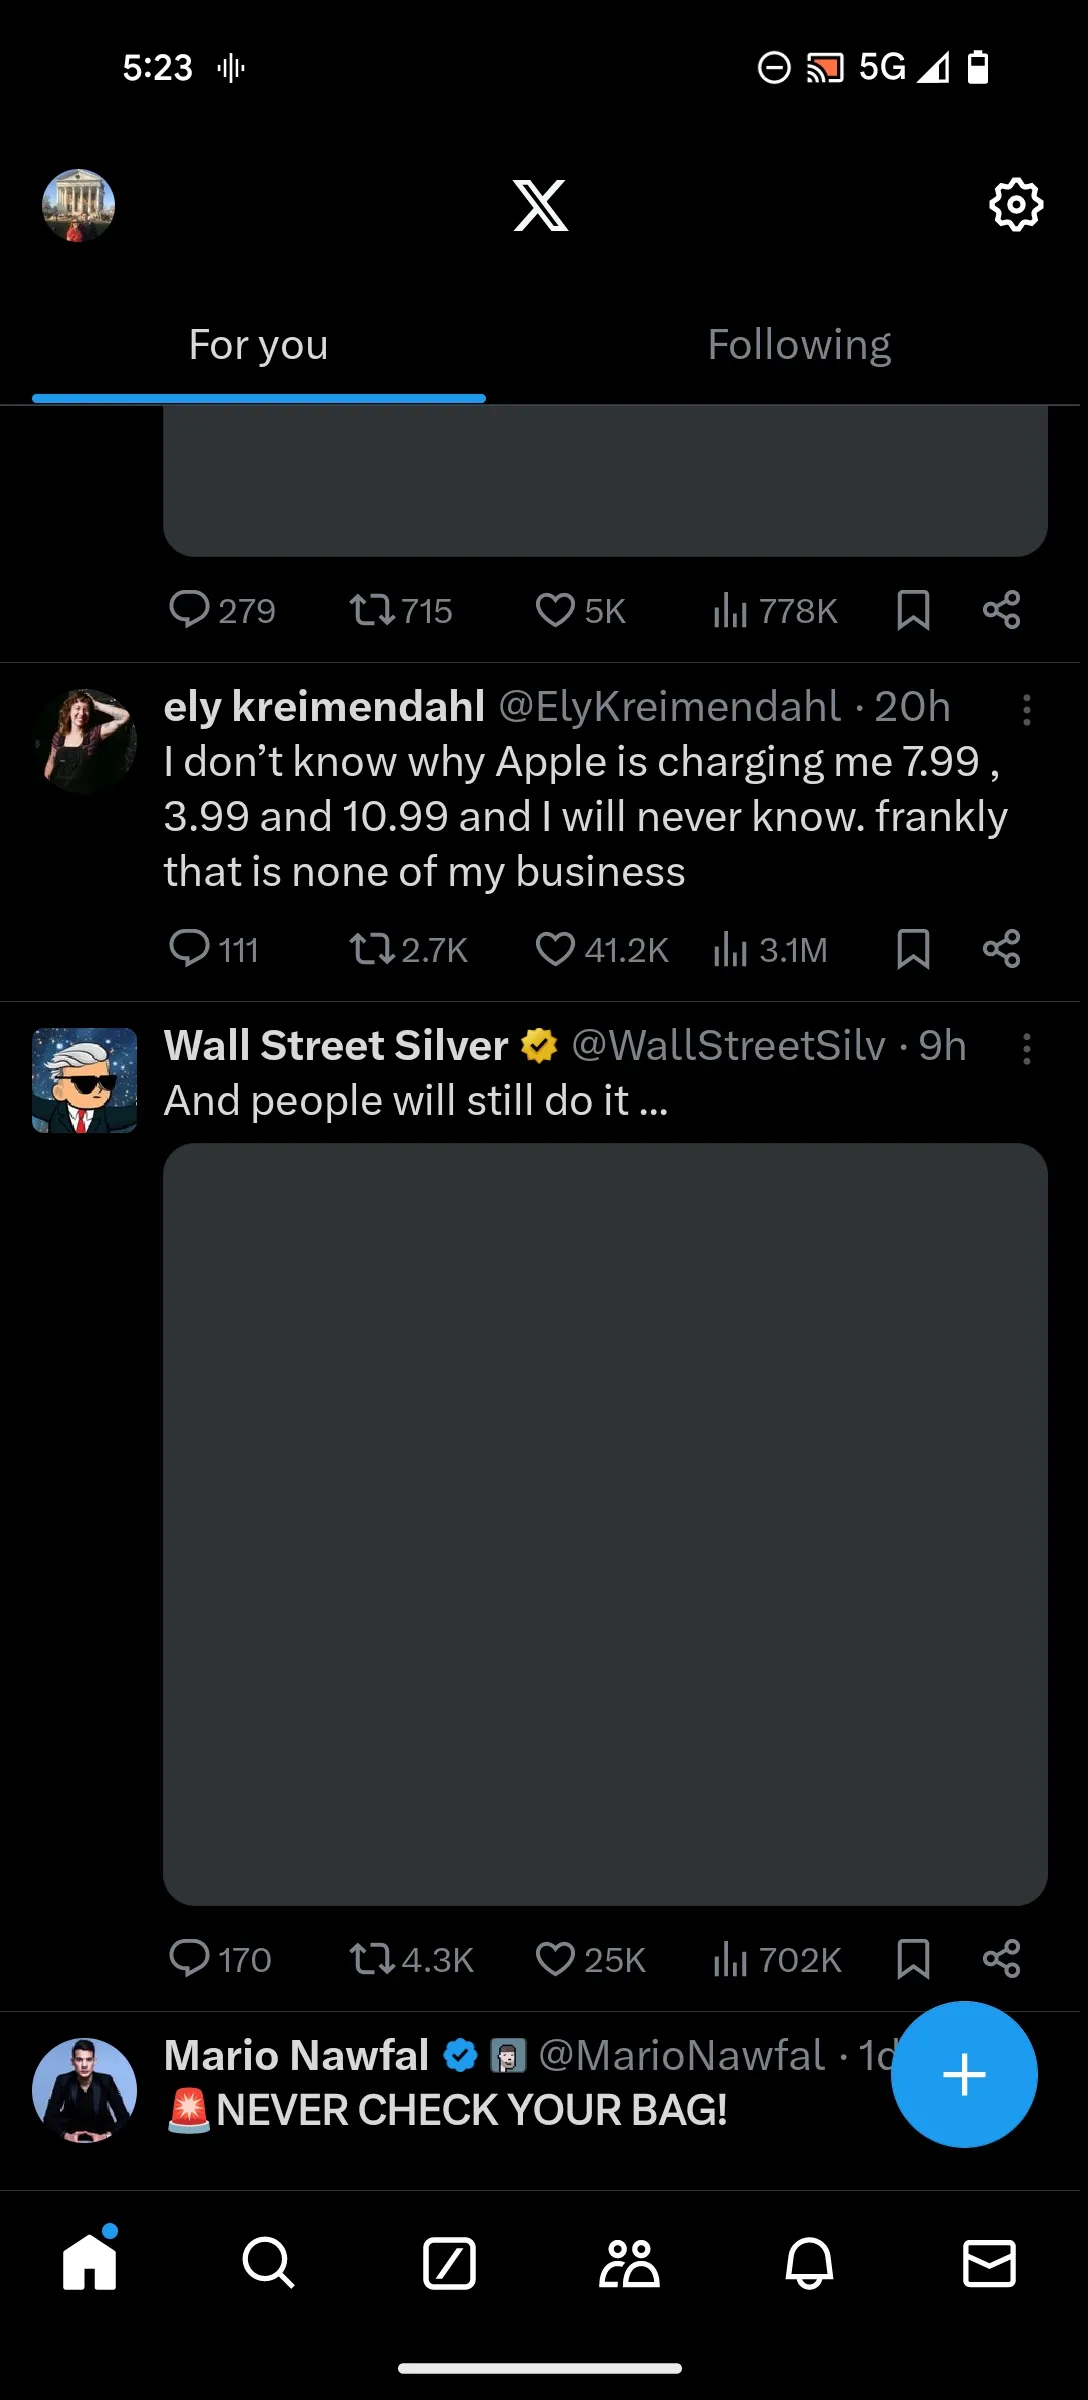 5:23
5G
For you
Following
279 715 5K 778K
ely kreimendahl @ElyKreimendahl · 20h
I don’t know why Apple is charging me 7.99 ,
3.99 and 10.99 and I will never know. frankly
that is none of my business
111 2.7K 41.2K 3.1M
Wall Street Silver @WallStreetSilv · 9h
And people will still do it ...
170 4.3K 25K 702K
Mario Nawfal @MarioNawfal · 1d
🚨NEVER CHECK YOUR BAG!